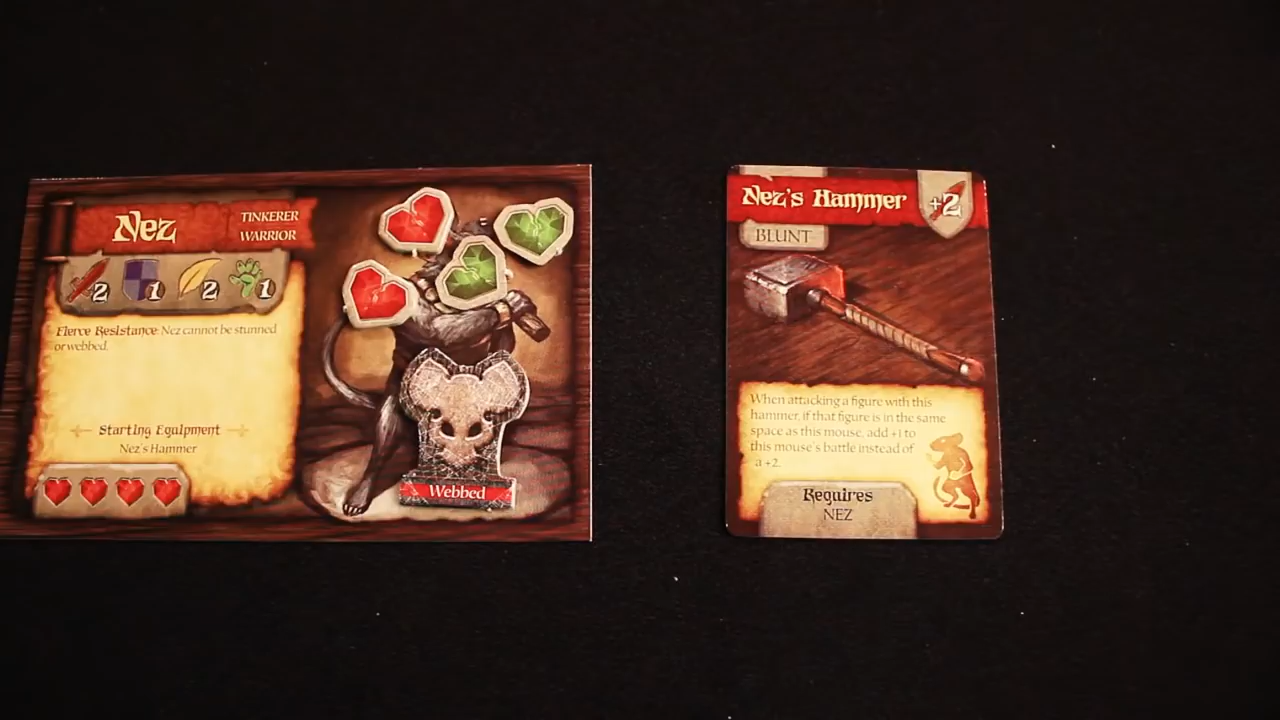 Nez
TINKERER
WARRIOR
2 1 2 1
Fierce Resistance: Nez cannot be stunned
or webbed.
Starting Equipment
Nez's Hammer
Webbed
Nez's Hammer
+2
BLUNT
When attacking a figure with this
hammer, if that figure is in the same
space as this mouse, add +1 to
this mouse's battle instead of
a +2.
Requires
NEZ